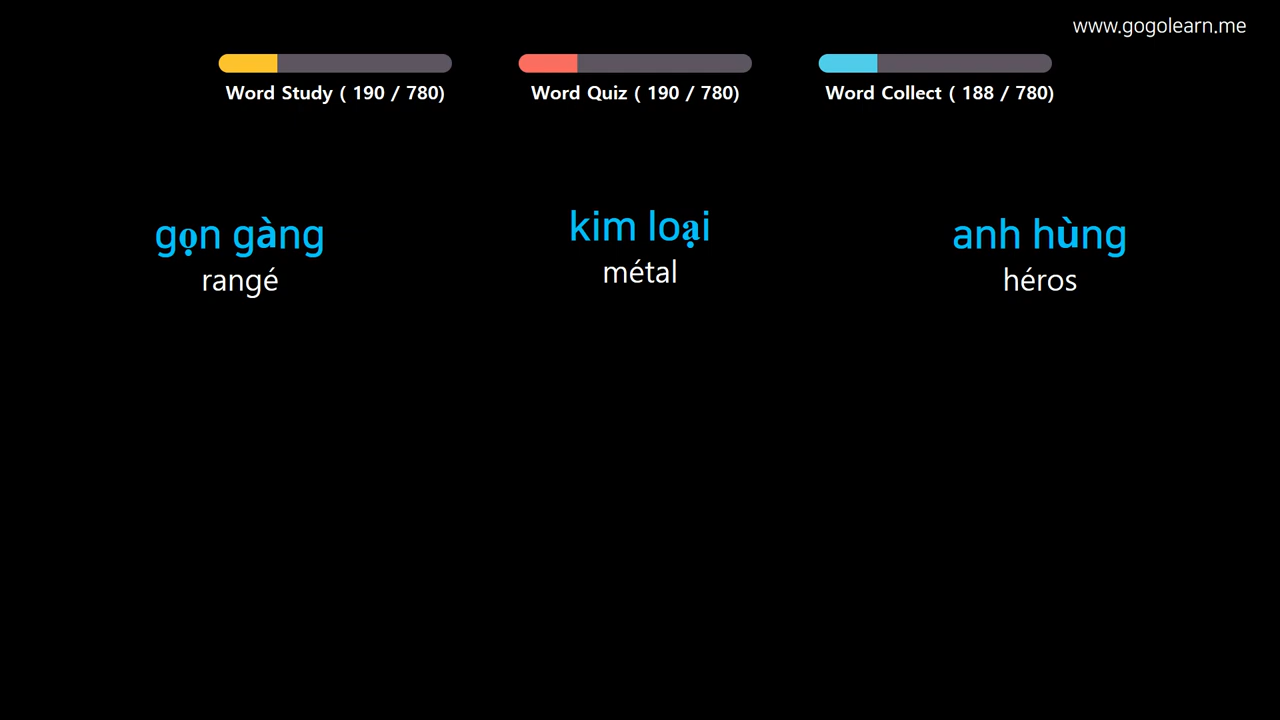 www.gogolearn.me
Word Study ( 190 / 780)
Word Quiz ( 190 / 780)
Word Collect ( 188 / 780)
gọn gàng
rangé
kim loại
métal
anh hùng
héros